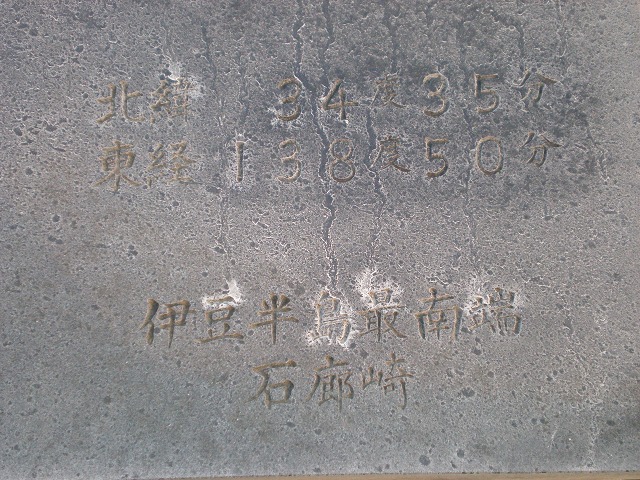 北緯 34度35分
東経 138度50分
伊豆半島最南端
石廊崎